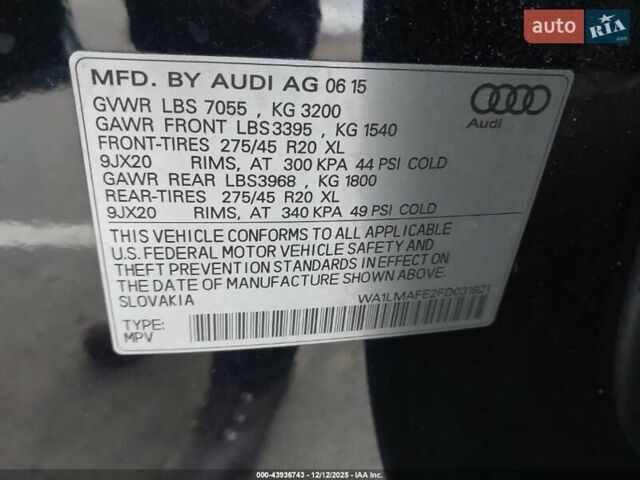 auto RIA
.com
MFD. BY AUDI AG 06 15
GVWR LBS 7055 , KG 3200
GAWR FRONT LBS3395 , KG 1540
FRONT-TIRES 275/45 R20 XL
9JX20 RIMS, AT 300 KPA 44 PSI COLD
GAWR REAR LBS3968 , KG 1800
REAR-TIRES 275/45 R20 XL
9JX20 RIMS, AT 340 KPA 49 PSI COLD
Audi
THIS VEHICLE CONFORMS TO ALL APPLICABLE
U.S. FEDERAL MOTOR VEHICLE SAFETY AND
THEFT PREVENTION STANDARDS IN EFFECT ON
THE DATE OF MANUFACTURE SHOWN ABOVE.
SLOVAKIA
WA1LMAFE2FD031921
TYPE:
MPV
000-43936743 - 12/12/2025 - IAA Inc.